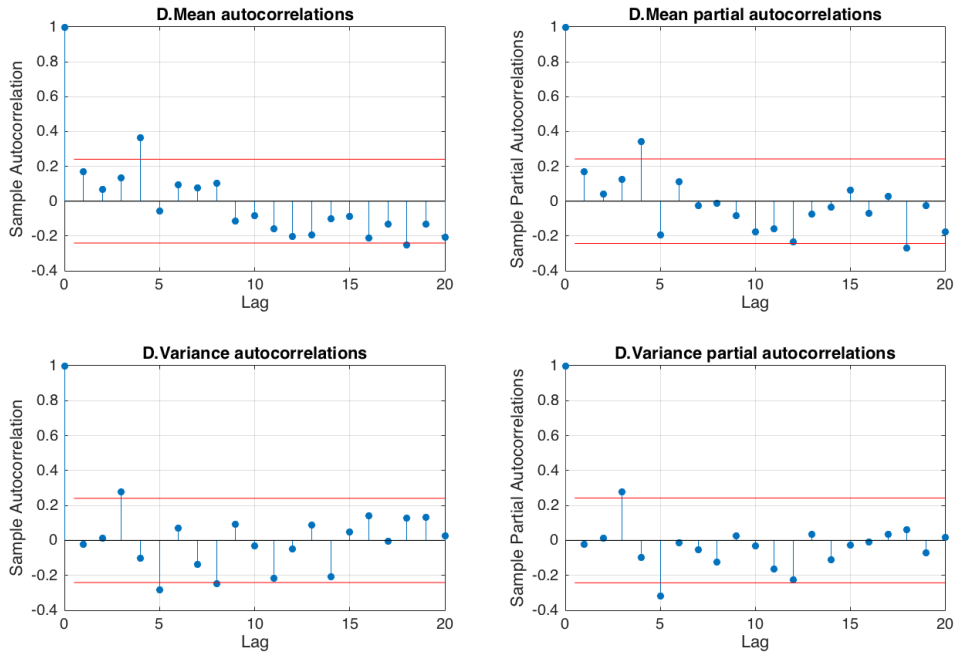 D.Mean autocorrelations
Sample Autocorrelation
1
0.8
0.6
0.4
0.2
0
-0.2
-0.4
0 5 10 15 20
Lag
D.Mean partial autocorrelations
Sample Partial Autocorrelations
1
0.8
0.6
0.4
0.2
0
-0.2
-0.4
0 5 10 15 20
Lag
D.Variance autocorrelations
Sample Autocorrelation
1
0.8
0.6
0.4
0.2
0
-0.2
-0.4
0 5 10 15 20
Lag
D.Variance partial autocorrelations
Sample Partial Autocorrelations
1
0.8
0.6
0.4
0.2
0
-0.2
-0.4
0 5 10 15 20
Lag